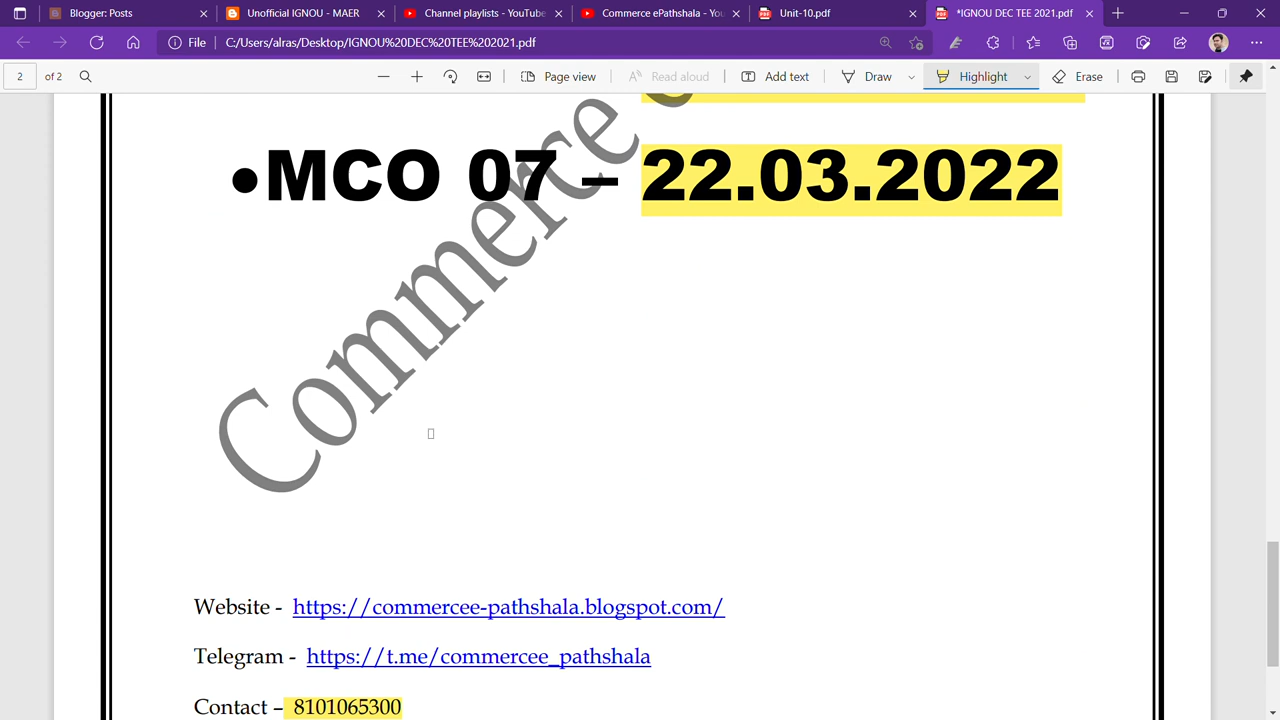 Blogger: Posts
Unofficial IGNOU - MAER
Channel playlists - YouTube
Commerce ePathshala - You
Unit-10.pdf
*IGNOU DEC TEE 2021.pdf
File
C:/Users/alras/Desktop/IGNOU%20DEC%20TEE%202021.pdf
2 of 2
Page view
Read aloud
Add text
Draw
Highlight
Erase
•MCO 07 – 22.03.2022
Commerce
Website - https://commercee-pathshala.blogspot.com/
Telegram - https://t.me/commercee_pathshala
Contact – 8101065300